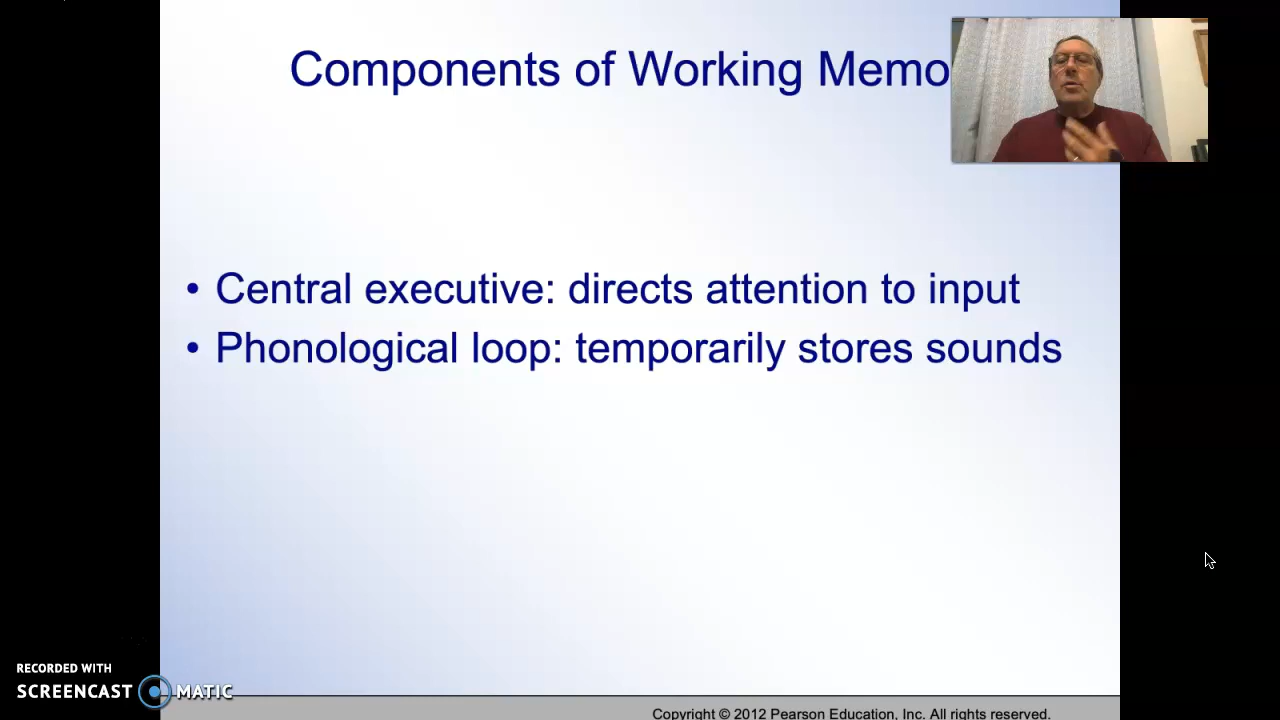 Components of Working Memo
• Central executive: directs attention to input
• Phonological loop: temporarily stores sounds
RECORDED WITH
SCREENCAST MATIC
Copyright © 2012 Pearson Education, Inc. All rights reserved.